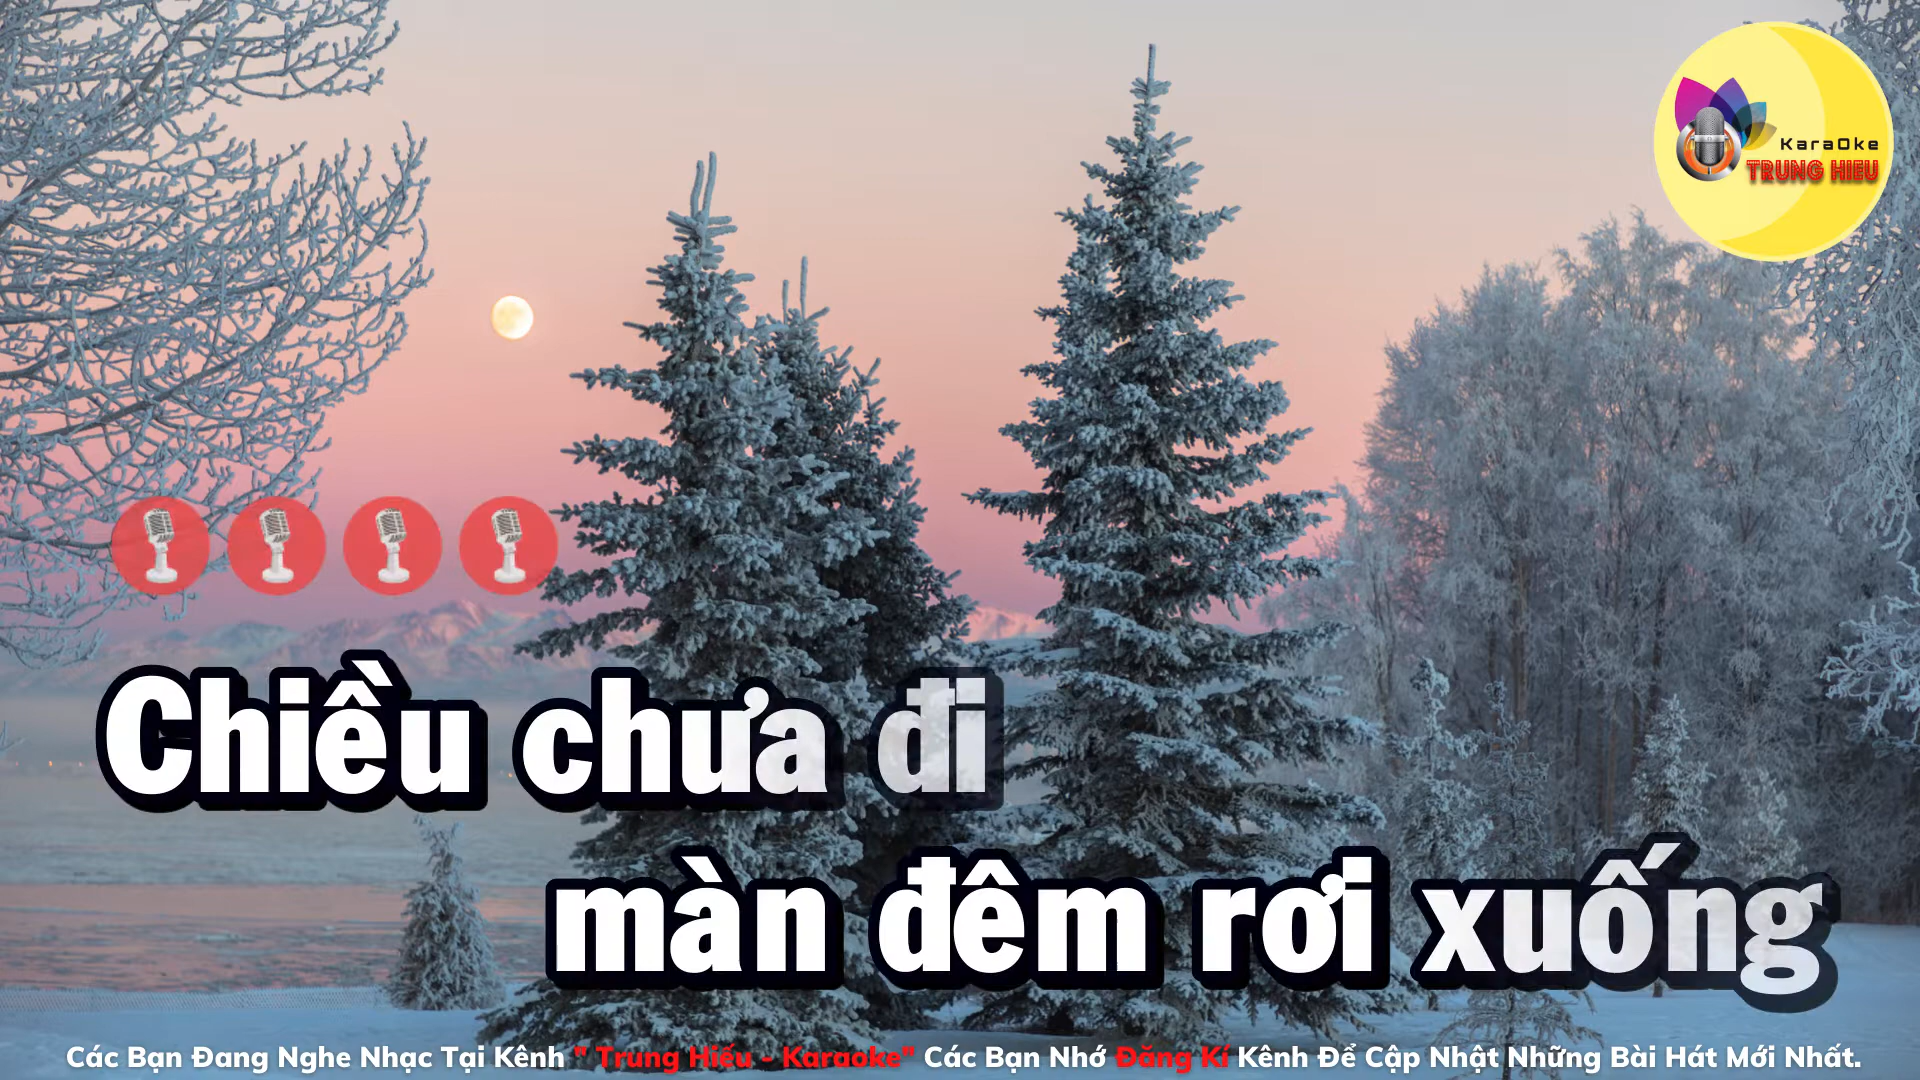 KaraOke
TRUNG HIEU
Chiều chưa đi
màn đêm rơi xuống
Các Bạn Đang Nghe Nhạc Tại Kênh " Trung Hiếu - Karaoke" Các Bạn Nhớ Đăng Kí Kênh Để Cập Nhật Những Bài Hát Mới Nhất.